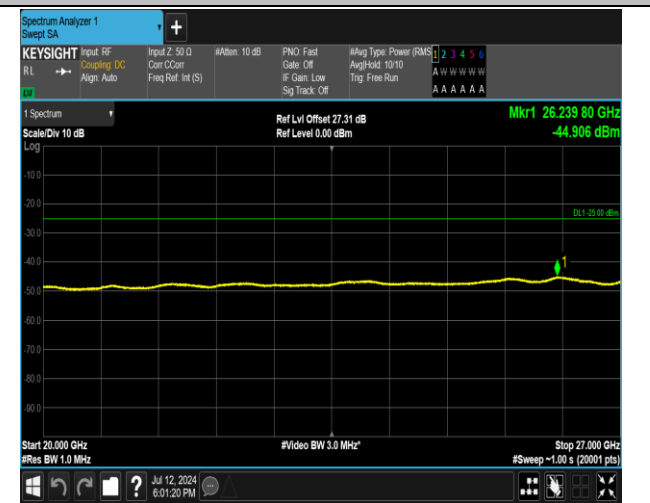 Spectrum Analyzer 1
Swept SA
+
KEYSIGHT
RL
LXI
Input: RF
Coupling: DC
Align: Auto
Input Z: 50 Ω
Corr CCorr
Freq Ref: Int (S)
#Atten: 10 dB
PNO: Fast
Gate: Off
IF Gain: Low
Sig Track: Off
#Avg Type: Power (RMS
Avg|Hold: 10/10
Trig: Free Run
1 2 3 4 5 6
A W W W W W
A A A A A A
1 Spectrum
Scale/Div 10 dB
Log
Ref Lvl Offset 27.31 dB
Ref Level 0.00 dBm
Mkr1 26.239 80 GHz
-44.906 dBm
-10.0
-20.0
DL1 -25.00 dBm
-30.0
-40.0
1
-50.0
-60.0
-70.0
-80.0
-90.0
Start 20.000 GHz
#Res BW 1.0 MHz
#Video BW 3.0 MHz*
Stop 27.000 GHz
#Sweep ~1.00 s (20001 pts)
?
Jul 12, 2024
6:01:20 PM